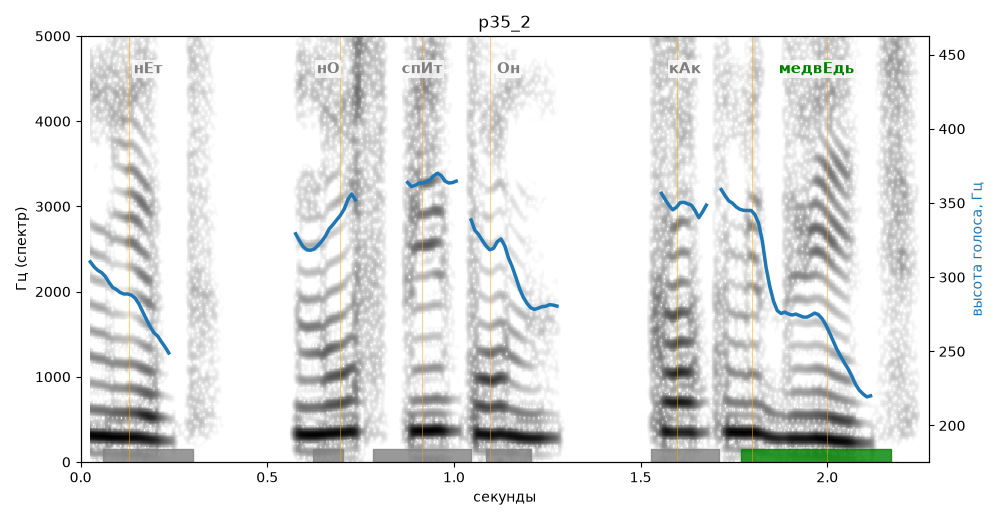 p35_2
5000
4000
3000
2000
1000
0
Гц (спектр)
нЕт
нО
спИт
Он
кАк
медвЕдь
450
400
350
300
250
200
высота голоса, Гц
0.0
0.5
1.0
1.5
2.0
секунды